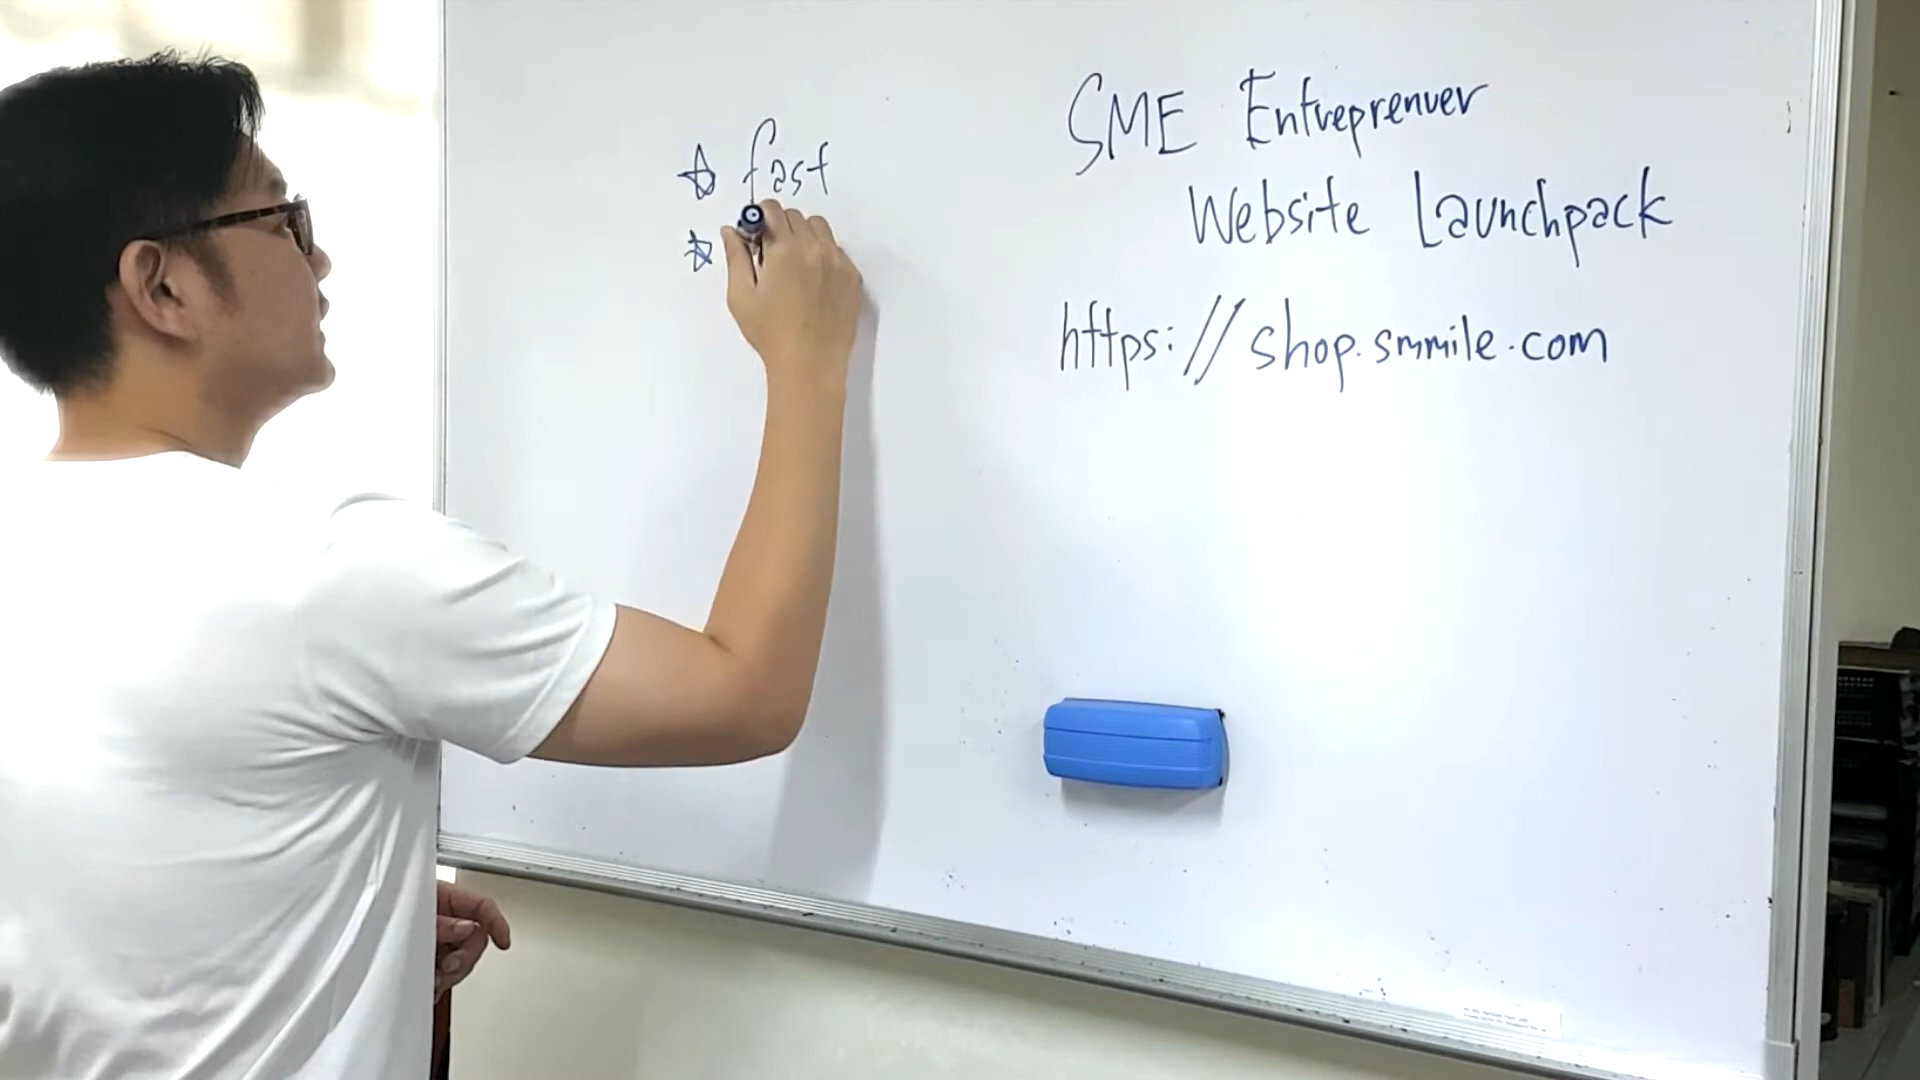 ☆ fast
☆
SME Entreprenuer
Website Launchpack
https://shop.smmile.com